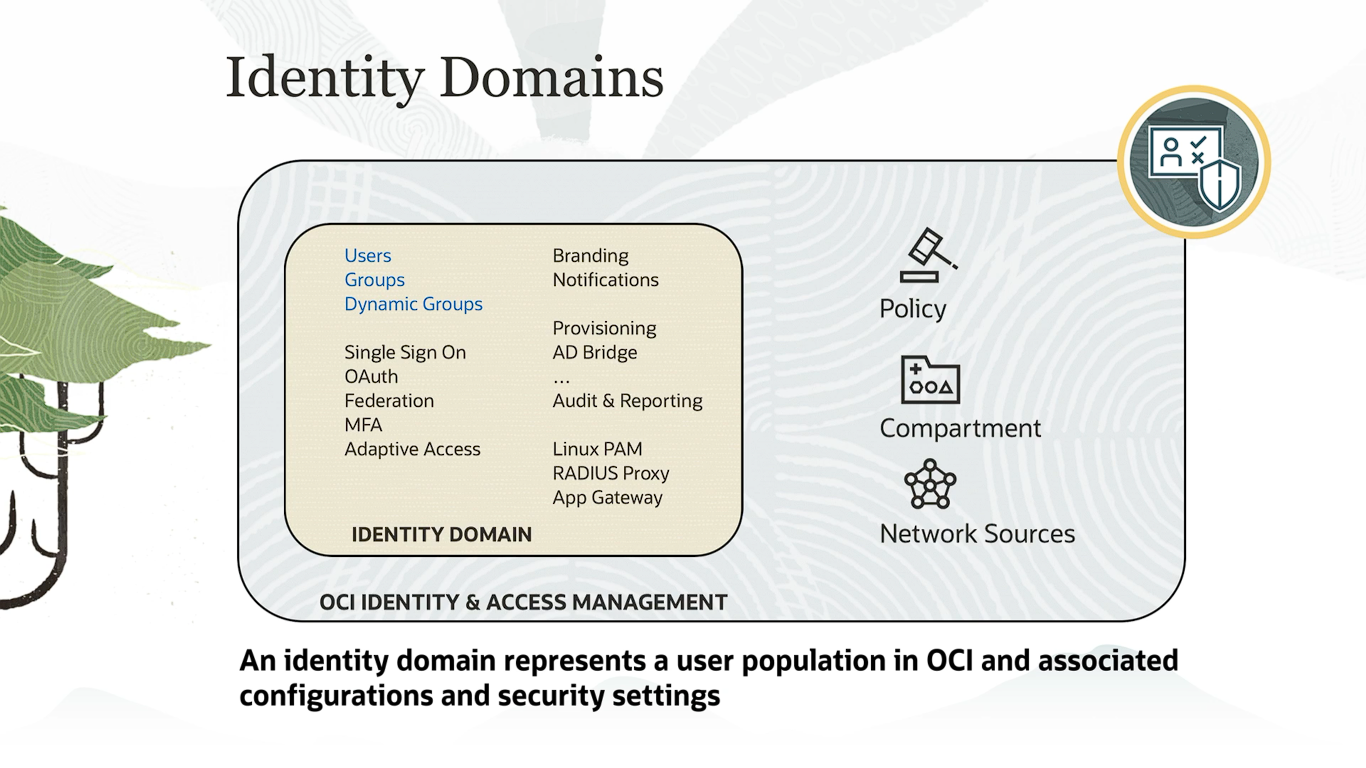 Identity Domains
Users
Groups
Dynamic Groups
Single Sign On
OAuth
Federation
MFA
Adaptive Access
Branding
Notifications
Provisioning
AD Bridge
...
Audit & Reporting
Linux PAM
RADIUS Proxy
App Gateway
IDENTITY DOMAIN
Policy
Compartment
Network Sources
OCI IDENTITY & ACCESS MANAGEMENT
An identity domain represents a user population in OCI and associated
configurations and security settings